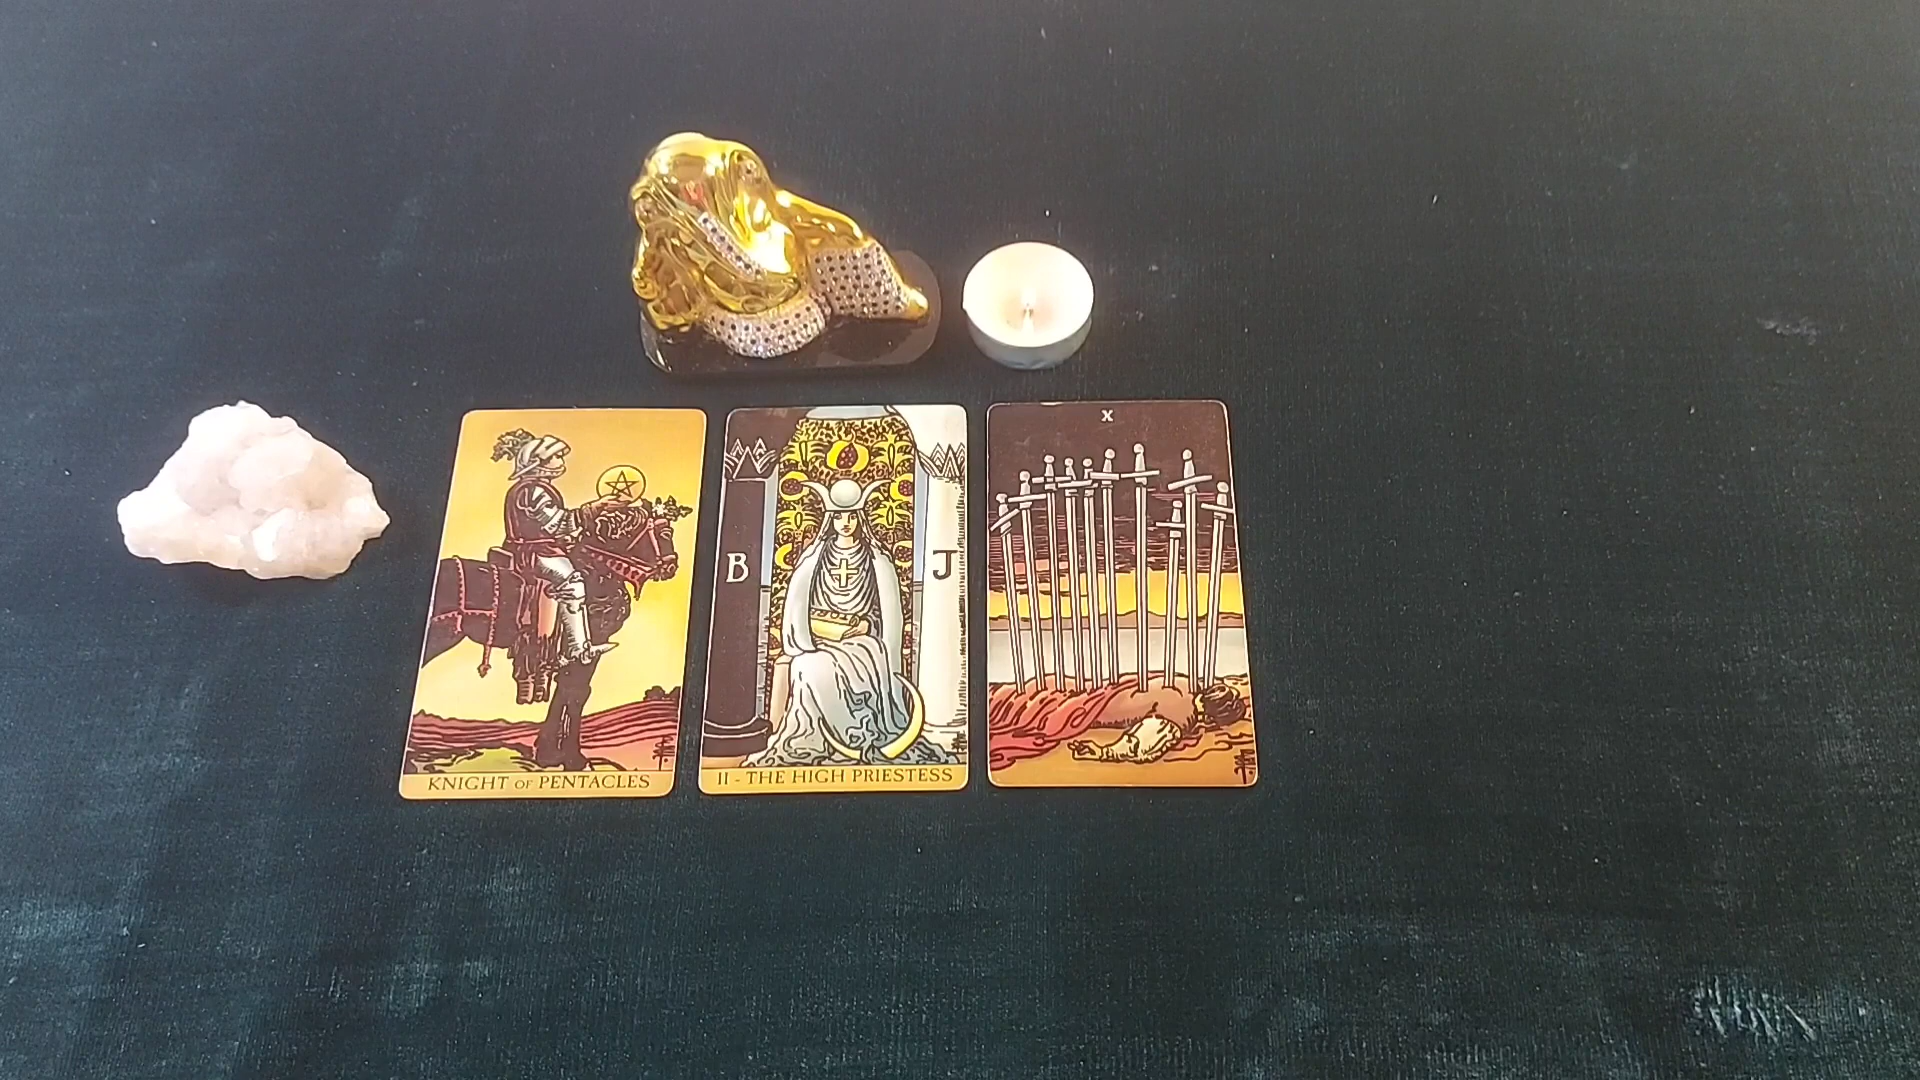 X
B
J
KNIGHT OF PENTACLES
II - THE HIGH PRIESTESS